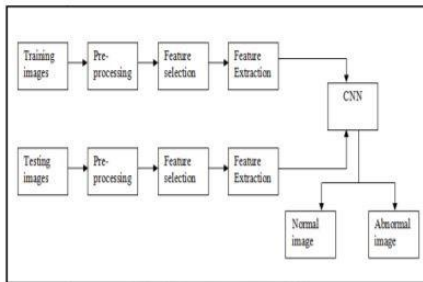 Training
images
Pre-
processing
Feature
selection
Feature
Extraction
CNN
Testing
images
Pre-
processing
Feature
selection
Feature
Extraction
Normal
image
Abnormal
image